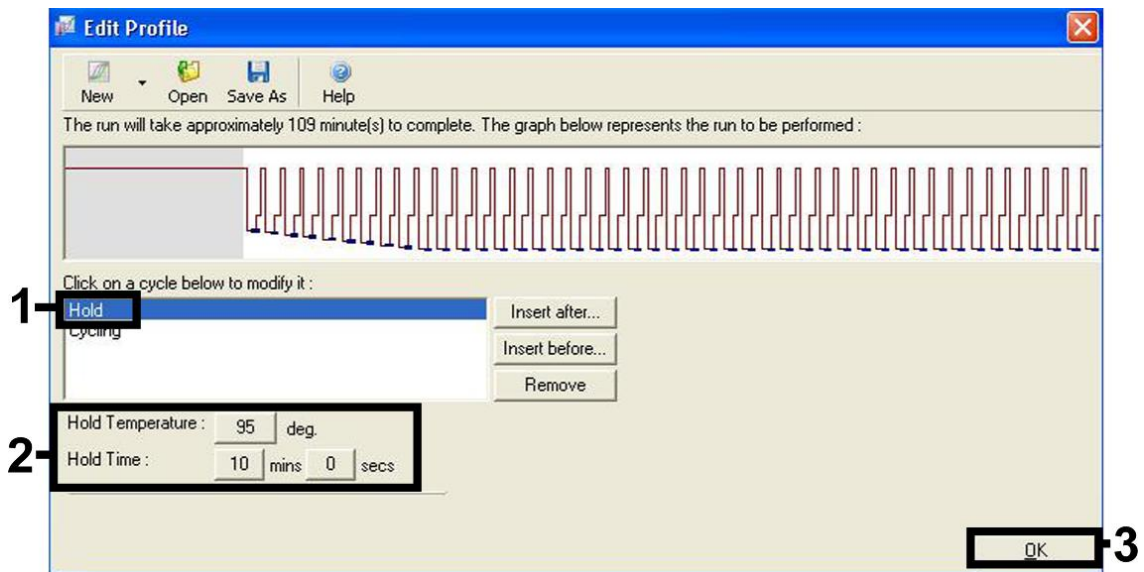 Edit Profile
New Open Save As Help
The run will take approximately 109 minute(s) to complete. The graph below represents the run to be performed :
Click on a cycle below to modify it :
1
Hold
Cycling
Insert after...
Insert before...
Remove
2
Hold Temperature : 95 deg.
Hold Time : 10 mins 0 secs
OK
3